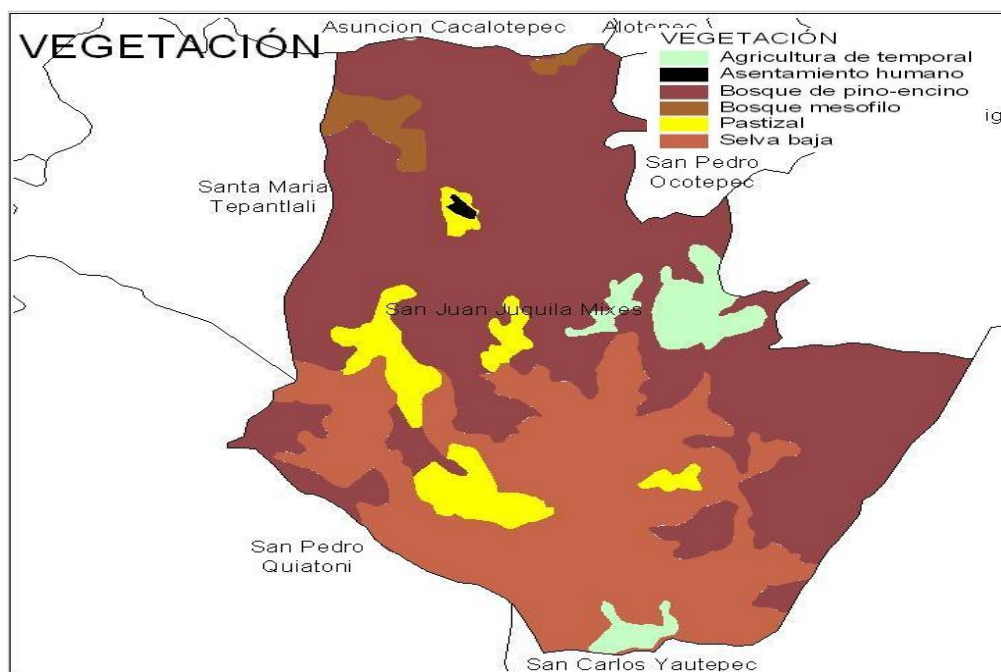 VEGETACIÓN
Asuncion Cacalotepec
Alotepec
VEGETACIÓN
Agricultura de temporal
Asentamiento humano
Bosque de pino-encino
Bosque mesofilo
Pastizal
Selva baja
ig
San Pedro
Ocotepec
Santa Maria
Tepantlali
San Juan Juquila Mixes
San Pedro
Quiatoni
San Carlos Yautepec